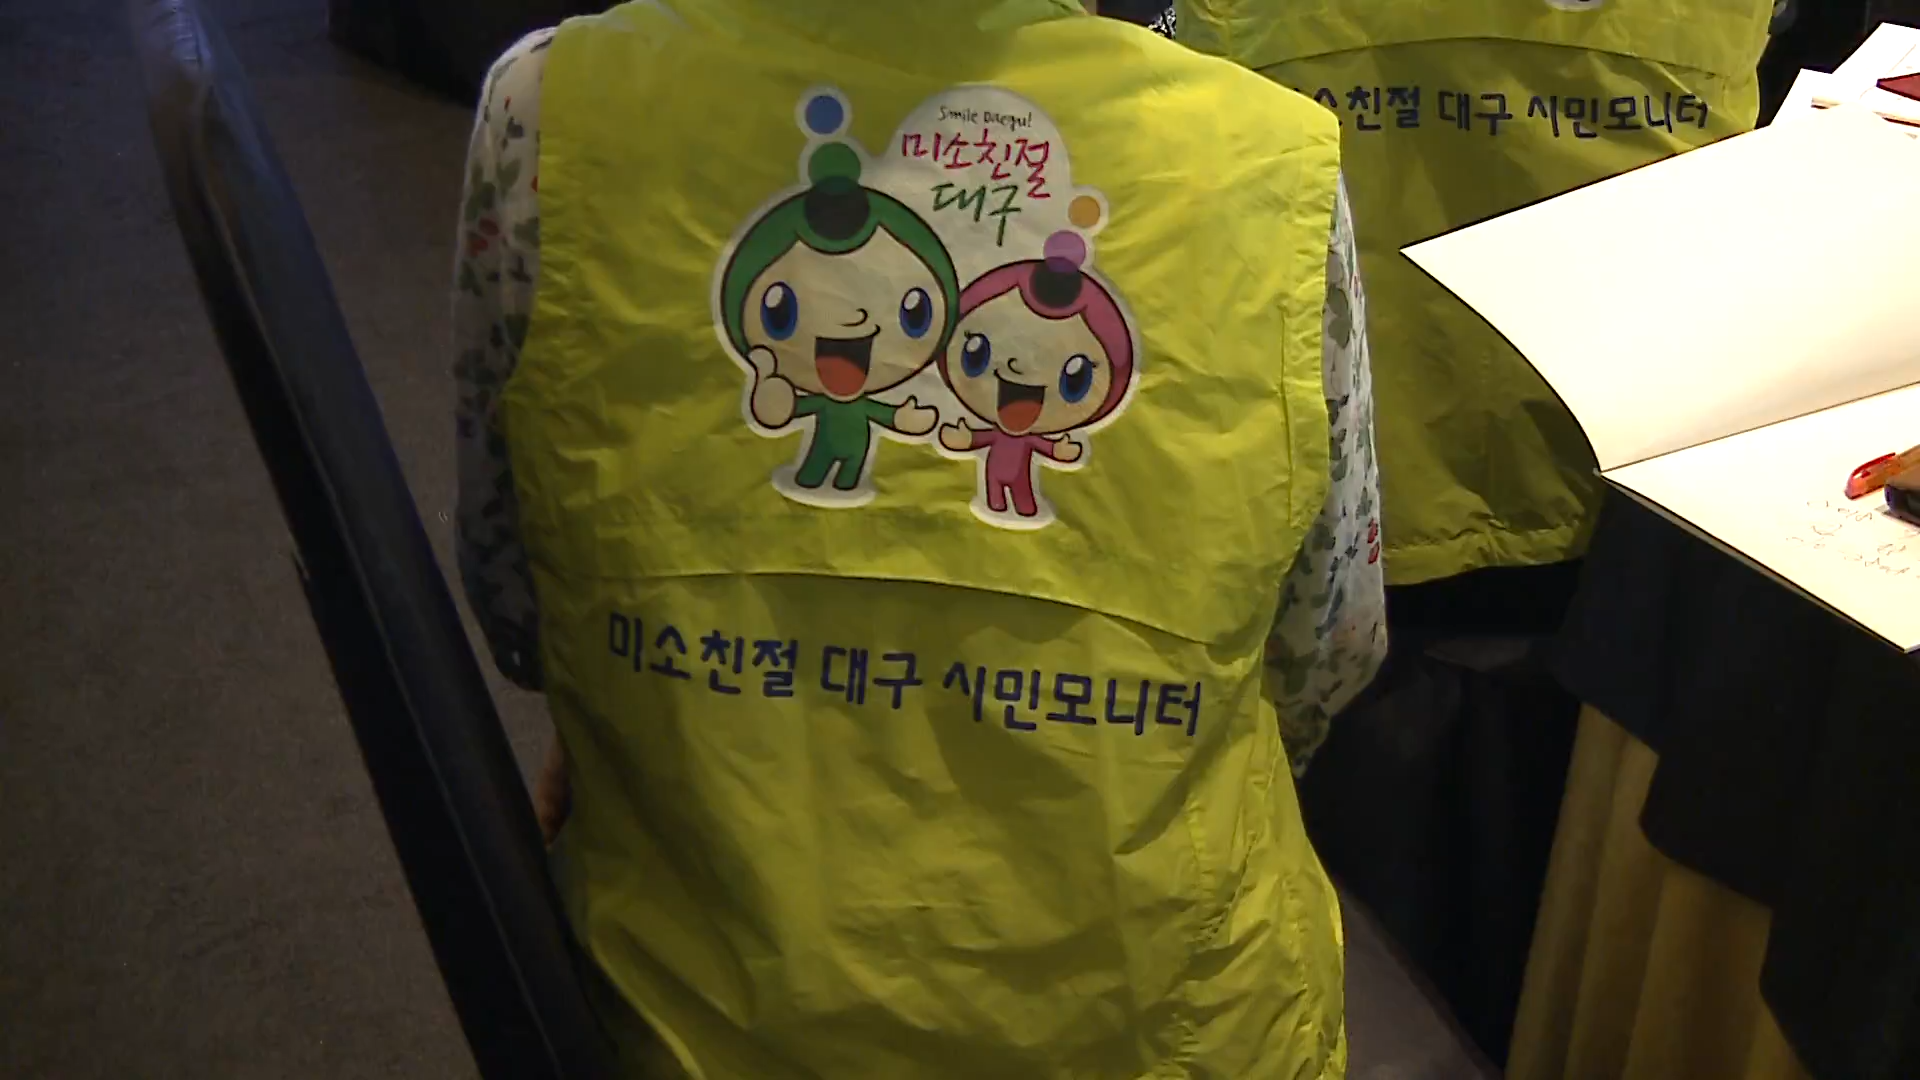 Smile Daegu!
미소친절
대구
미소친절 대구 시민모니터
친절 대구 시민모니터